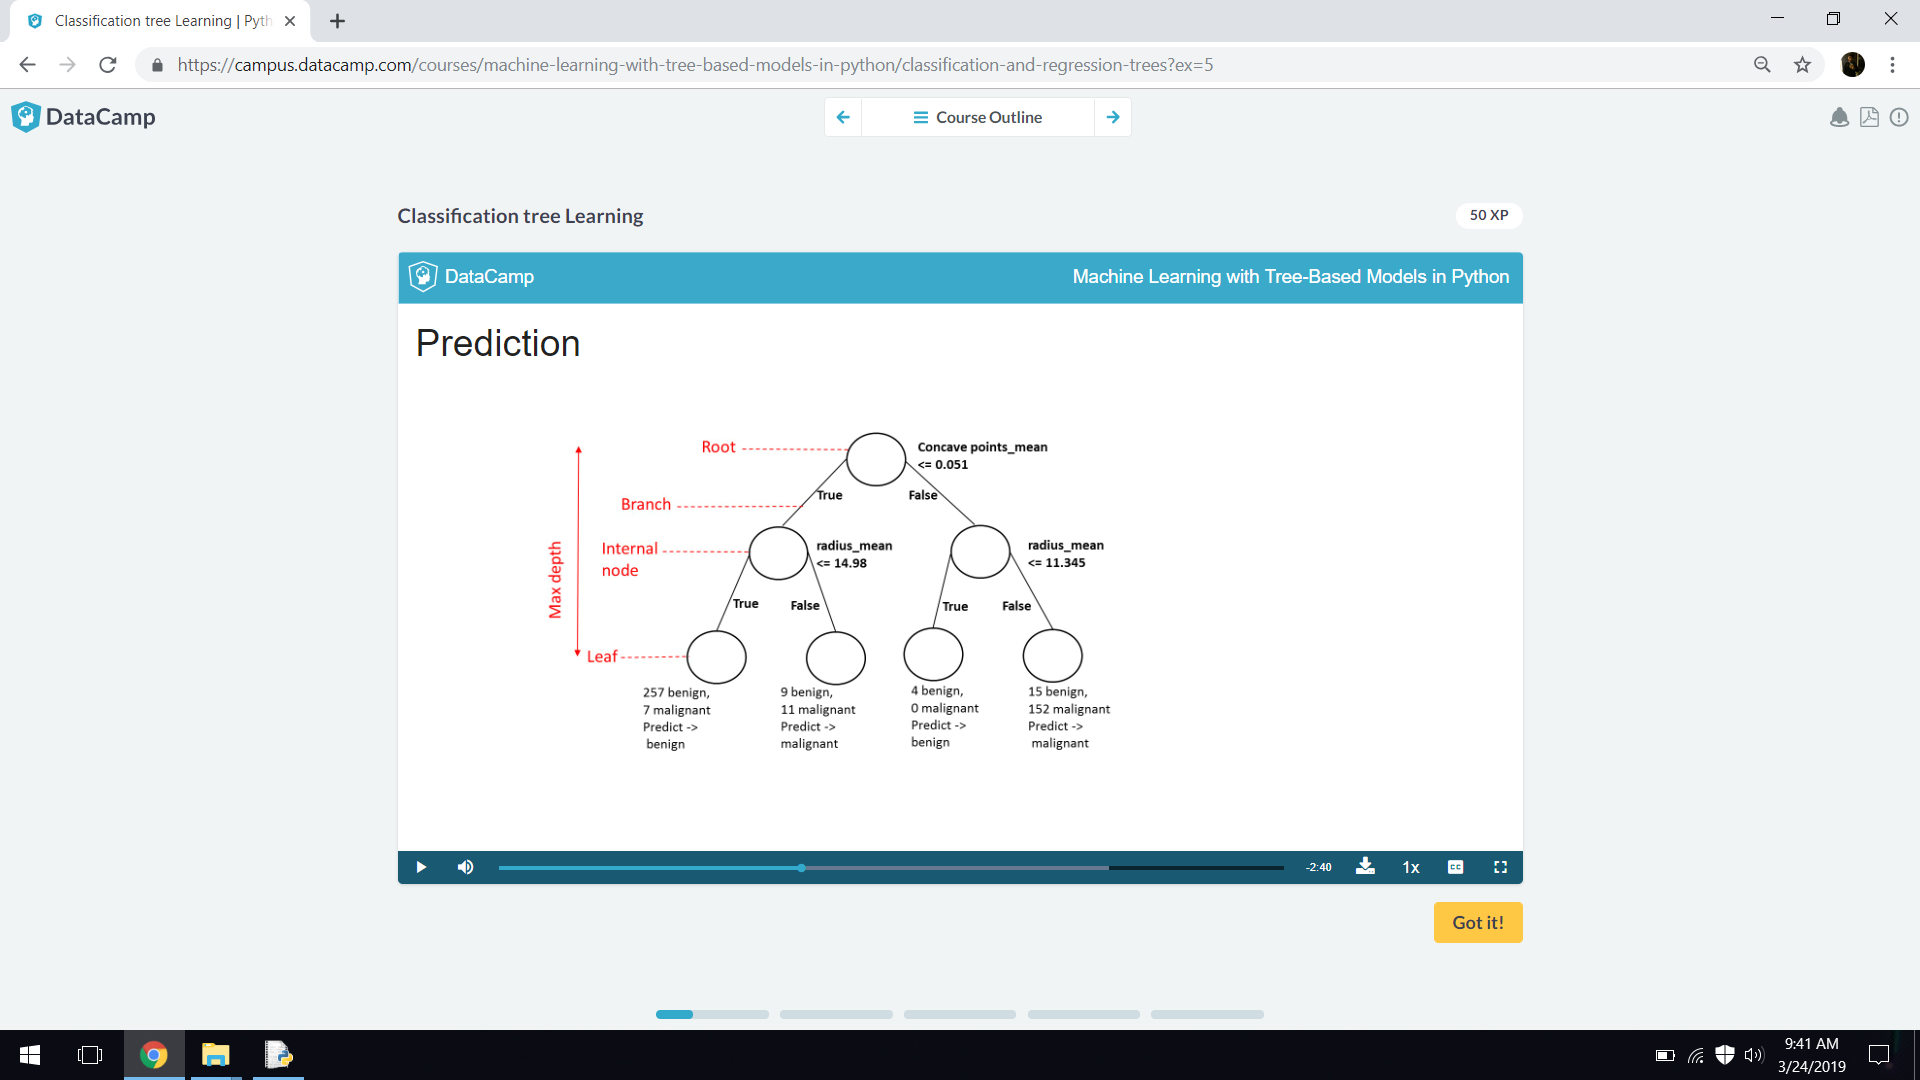 Classification tree Learning | Pyth
https://campus.datacamp.com/courses/machine-learning-with-tree-based-models-in-python/classification-and-regression-trees?ex=5
DataCamp
Course Outline
Classification tree Learning
50 XP
DataCamp
Machine Learning with Tree-Based Models in Python
Prediction
Root
Concave points_mean
<= 0.051
True
False
Branch
Max depth
Internal
node
radius_mean
<= 14.98
radius_mean
<= 11.345
True
False
True
False
Leaf
257 benign,
7 malignant
Predict ->
benign
9 benign,
11 malignant
Predict ->
malignant
4 benign,
0 malignant
Predict ->
benign
15 benign,
152 malignant
Predict ->
malignant
-2:40
1x
CC
Got it!
9:41 AM
3/24/2019